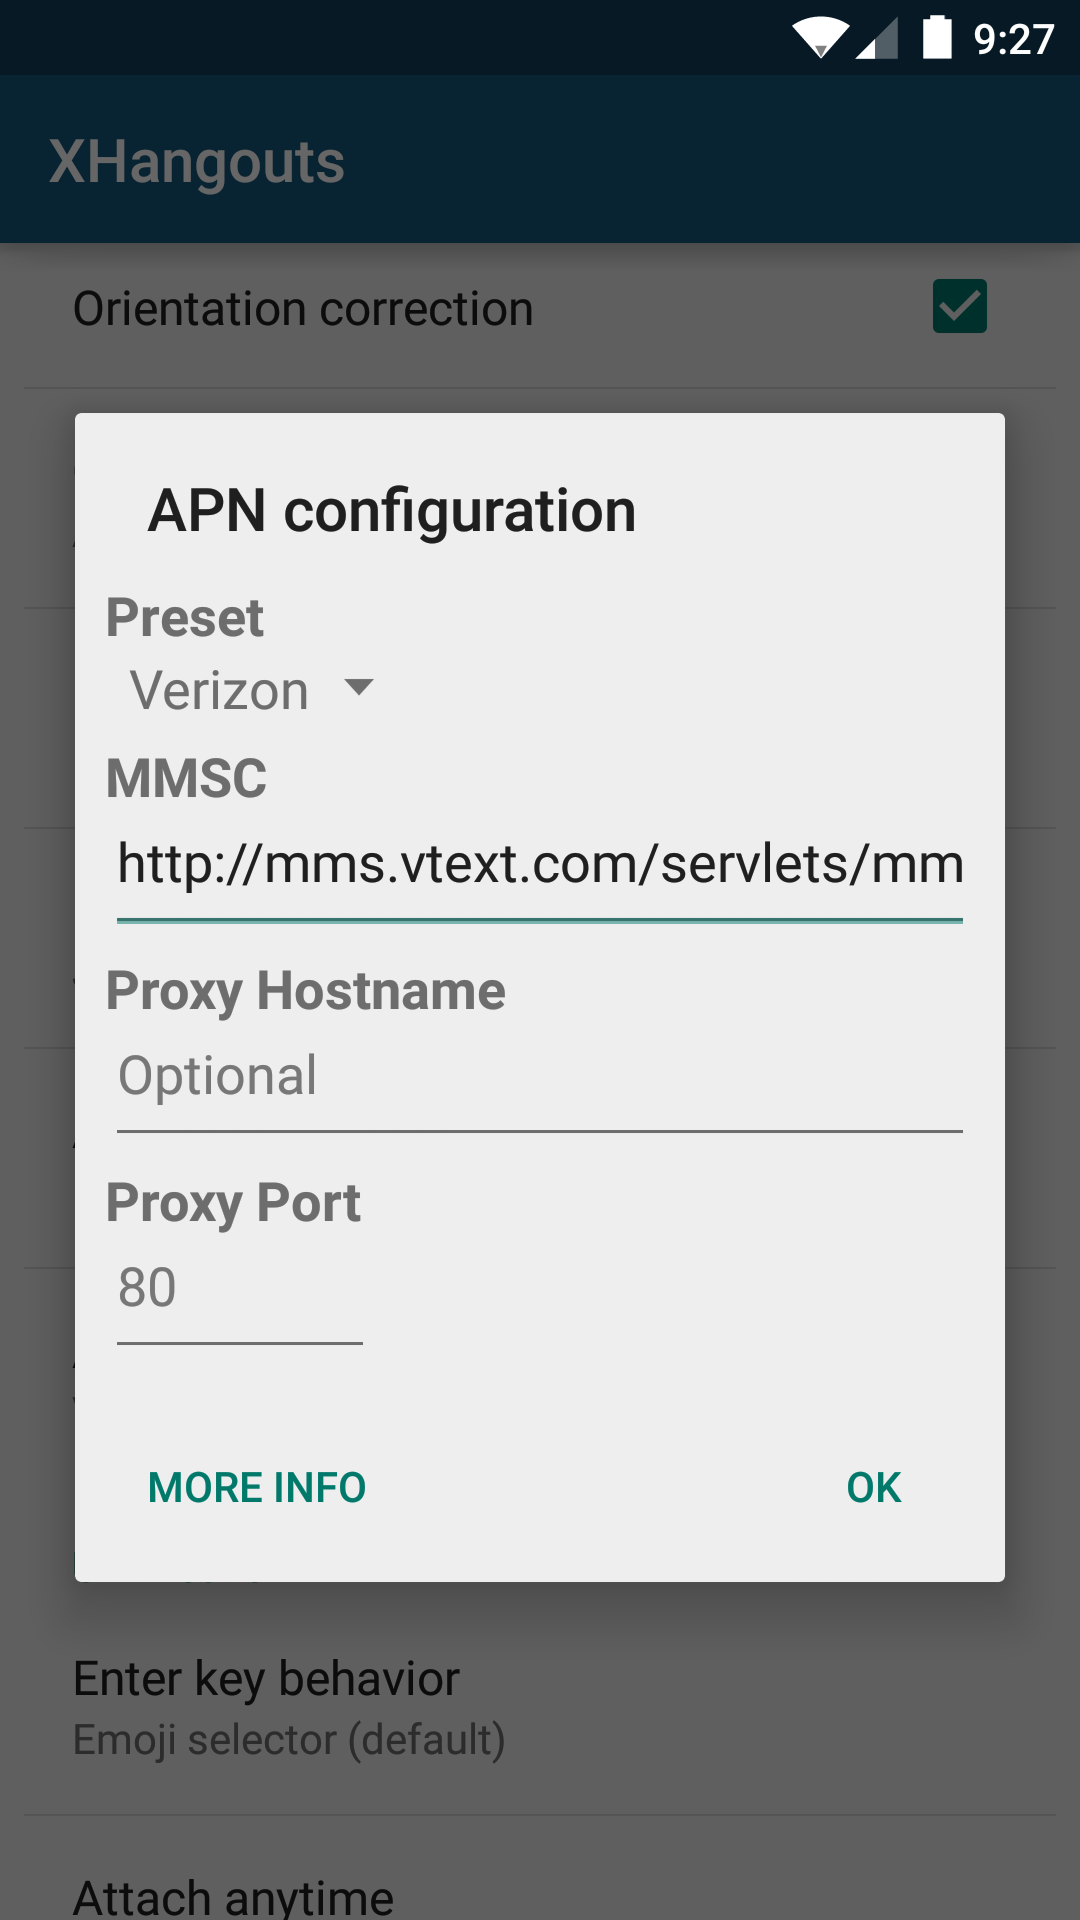 9:27
XHangouts
Orientation correction
APN configuration
Preset
Verizon
MMSC
http://mms.vtext.com/servlets/mm
Proxy Hostname
Optional
Proxy Port
80
MORE INFO
OK
Enter key behavior
Emoji selector (default)
Attach anytime